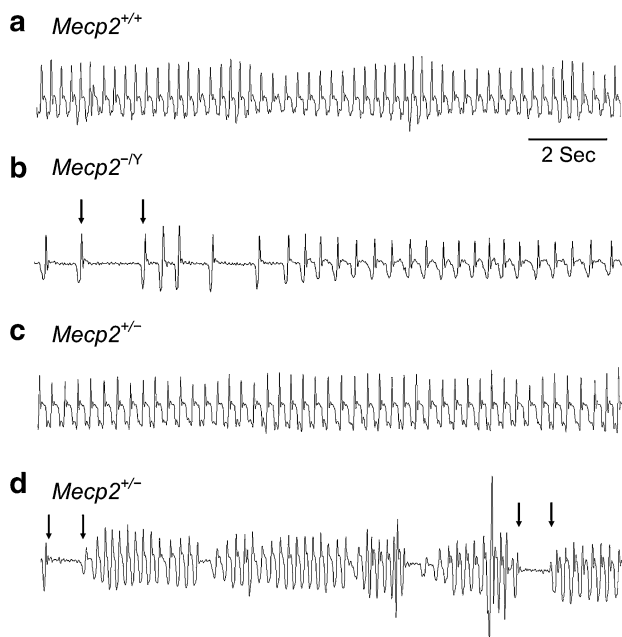 a Mecp2+/+
2 Sec
b Mecp2−/Y
c Mecp2+/−
d Mecp2+/−